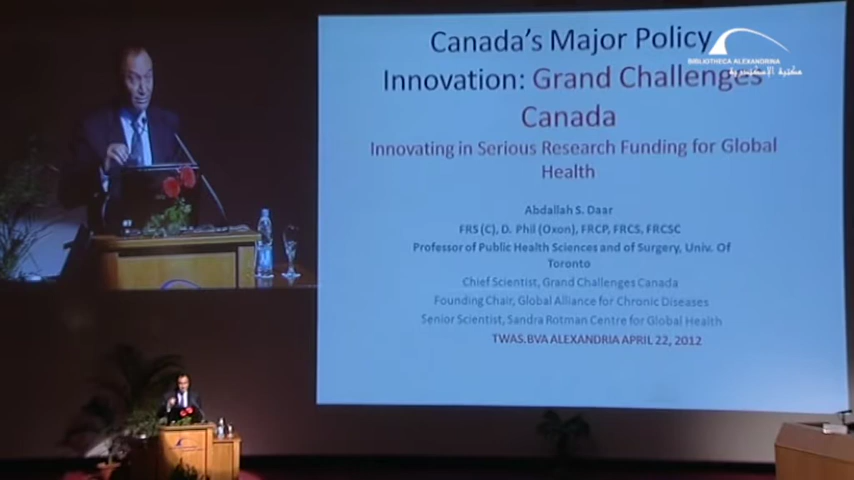 Canada's Major Policy
Innovation: Grand Challenges
Canada
Innovating in Serious Research Funding for Global
Health
Abdallah S. Daar
FRS (C), D. Phil (Oxon), FRCP, FRCS, FRCSC
Professor of Public Health Sciences and of Surgery, Univ. Of
Toronto
Chief Scientist, Grand Challenges Canada
Founding Chair, Global Alliance for Chronic Diseases
Senior Scientist, Sandra Rotman Centre for Global Health
TWAS.BVA ALEXANDRIA APRIL 22, 2012
BIBLIOTHECA ALEXANDRINA
مكتبة الإسكندرية